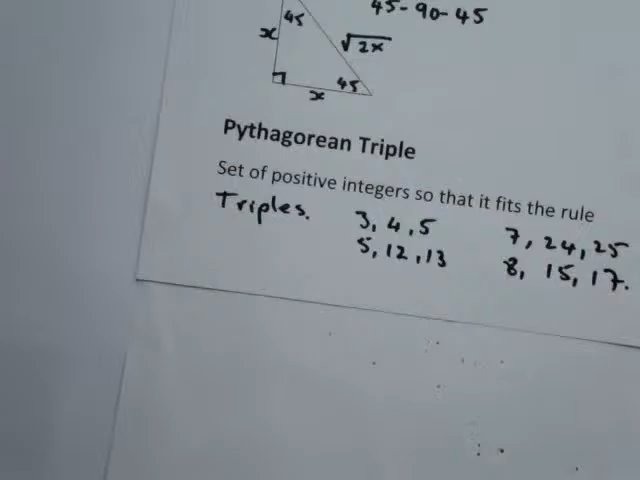 45-90-45
45
x
√2x
45
x
Pythagorean Triple
Set of positive integers so that it fits the rule
Triples. 3, 4, 5 7, 24, 25
5, 12, 13 8, 15, 17.